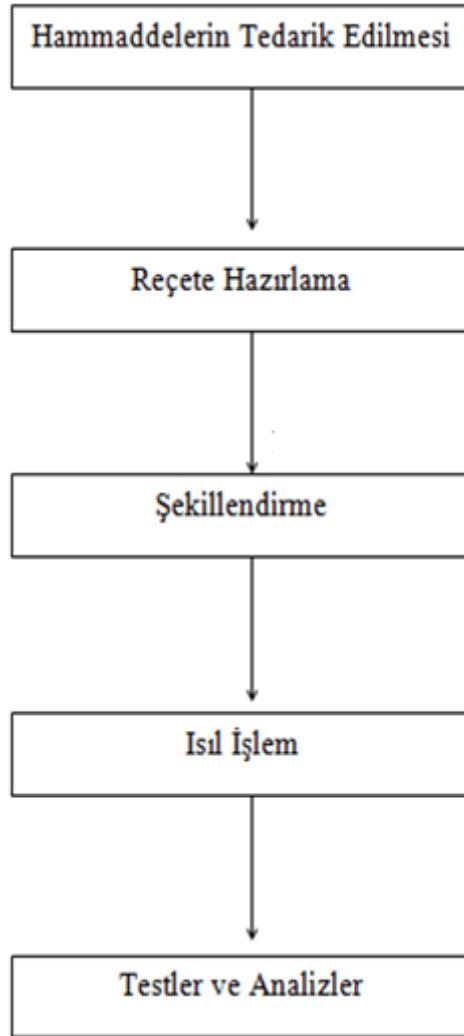 Hammaddelerin Tedarik Edilmesi
Reçete Hazırlama
Şekillendirme
Isıl İşlem
Testler ve Analizler